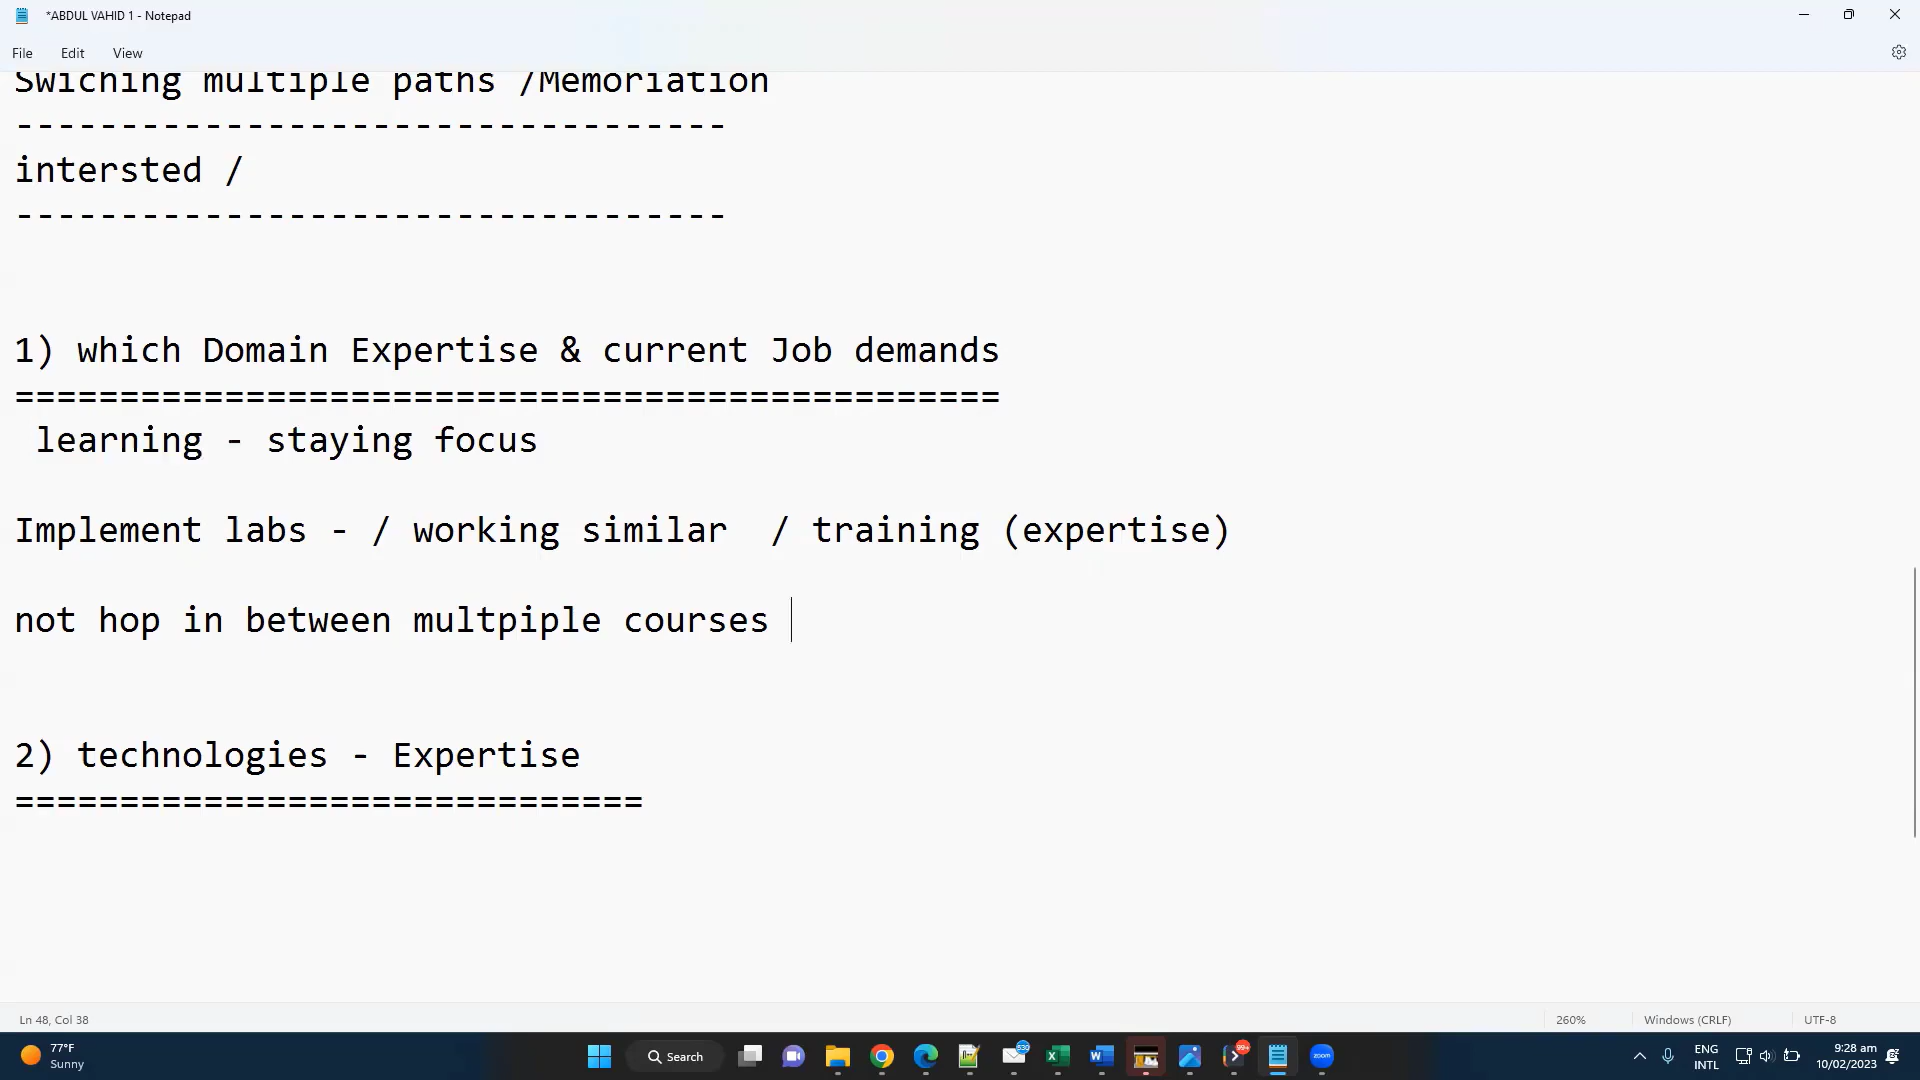 *ABDUL VAHID 1 - Notepad
File Edit View
Swiching multiple paths /Memoriation
----------------------------------
intersted /
----------------------------------
1) which Domain Expertise & current Job demands
===============================================
learning - staying focus
Implement labs - / working similar  / training (expertise)
not hop in between multpiple courses
2) technologies - Expertise
==============================
Ln 48, Col 38
260%
Windows (CRLF)
UTF-8
77°F
Sunny
Search
530
99+
zoom
ENG
INTL
9:28 am
10/02/2023